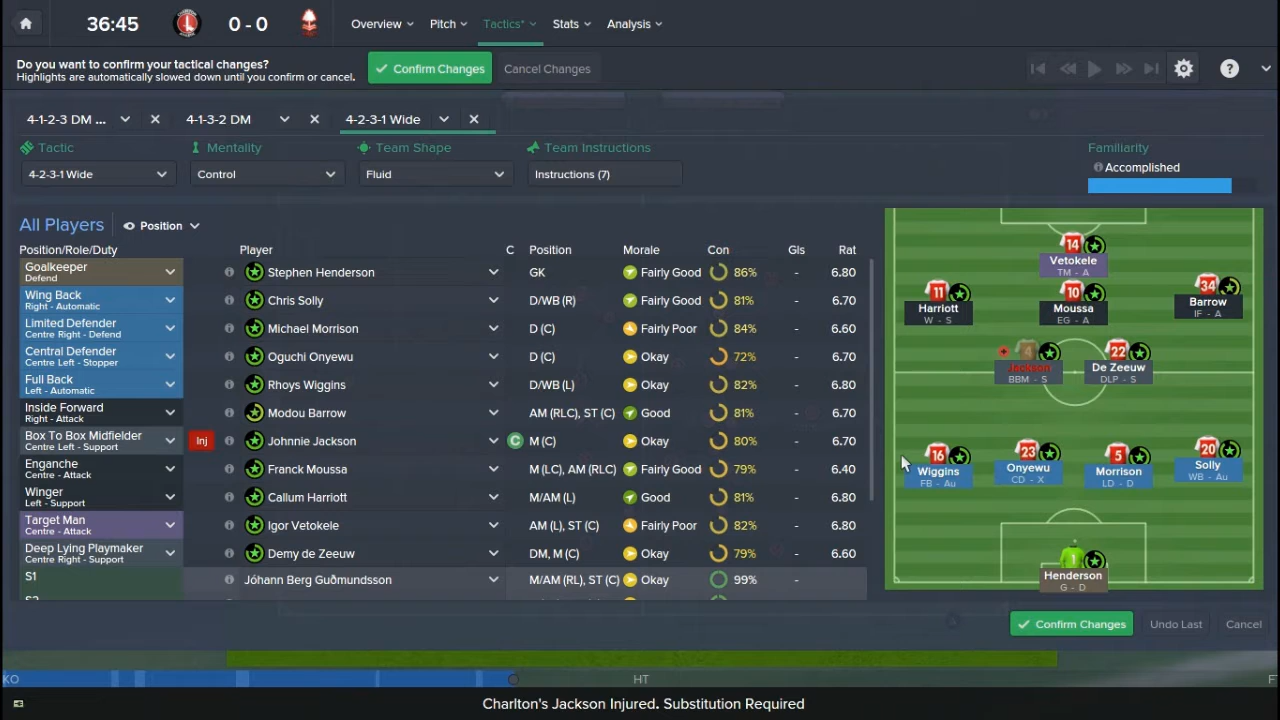 36:45 0 - 0 Overview Pitch Tactics* Stats Analysis
Do you want to confirm your tactical changes?
Highlights are automatically slowed down until you confirm or cancel.
Confirm Changes Cancel Changes
4-1-2-3 DM ... 4-1-3-2 DM 4-2-3-1 Wide
Tactic Mentality Team Shape Team Instructions Familiarity
4-2-3-1 Wide Control Fluid Instructions (7) Accomplished
All Players Position
Position/Role/Duty Player C Position Morale Con Gls Rat
Goalkeeper
Defend
Stephen Henderson GK Fairly Good 86% - 6.80
Wing Back
Right - Automatic
Chris Solly D/WB (R) Fairly Good 81% - 6.70
Limited Defender
Centre Right - Defend
Michael Morrison D (C) Fairly Poor 84% - 6.60
Central Defender
Centre Left - Stopper
Oguchi Onyewu D (C) Okay 72% - 6.70
Full Back
Left - Automatic
Rhoys Wiggins D/WB (L) Okay 82% - 6.80
Inside Forward
Right - Attack
Modou Barrow AM (RLC), ST (C) Good 81% - 6.70
Box To Box Midfielder
Centre Left - Support
Inj Johnnie Jackson C M (C) Okay 80% - 6.70
Enganche
Centre - Attack
Franck Moussa M (LC), AM (RLC) Fairly Good 79% - 6.40
Winger
Left - Support
Callum Harriott M/AM (L) Good 81% - 6.80
Target Man
Centre - Attack
Igor Vetokele AM (L), ST (C) Fairly Poor 82% - 6.80
Deep Lying Playmaker
Centre Right - Support
Demy de Zeeuw DM, M (C) Okay 79% - 6.60
S1 Jóhann Berg Guðmundsson M/AM (RL), ST (C) Okay 99% -
S2
14
Vetokele
TM - A
11 10 34
Harriott Moussa Barrow
W - S EG - A IF - A
4 22
Jackson De Zeeuw
BBM - S DLP - S
16 23 5 20
Wiggins Onyewu Morrison Solly
FB - Au CD - X LD - D WB - Au
1
Henderson
G - D
Confirm Changes Undo Last Cancel
KO HT F
Charlton's Jackson Injured. Substitution Required